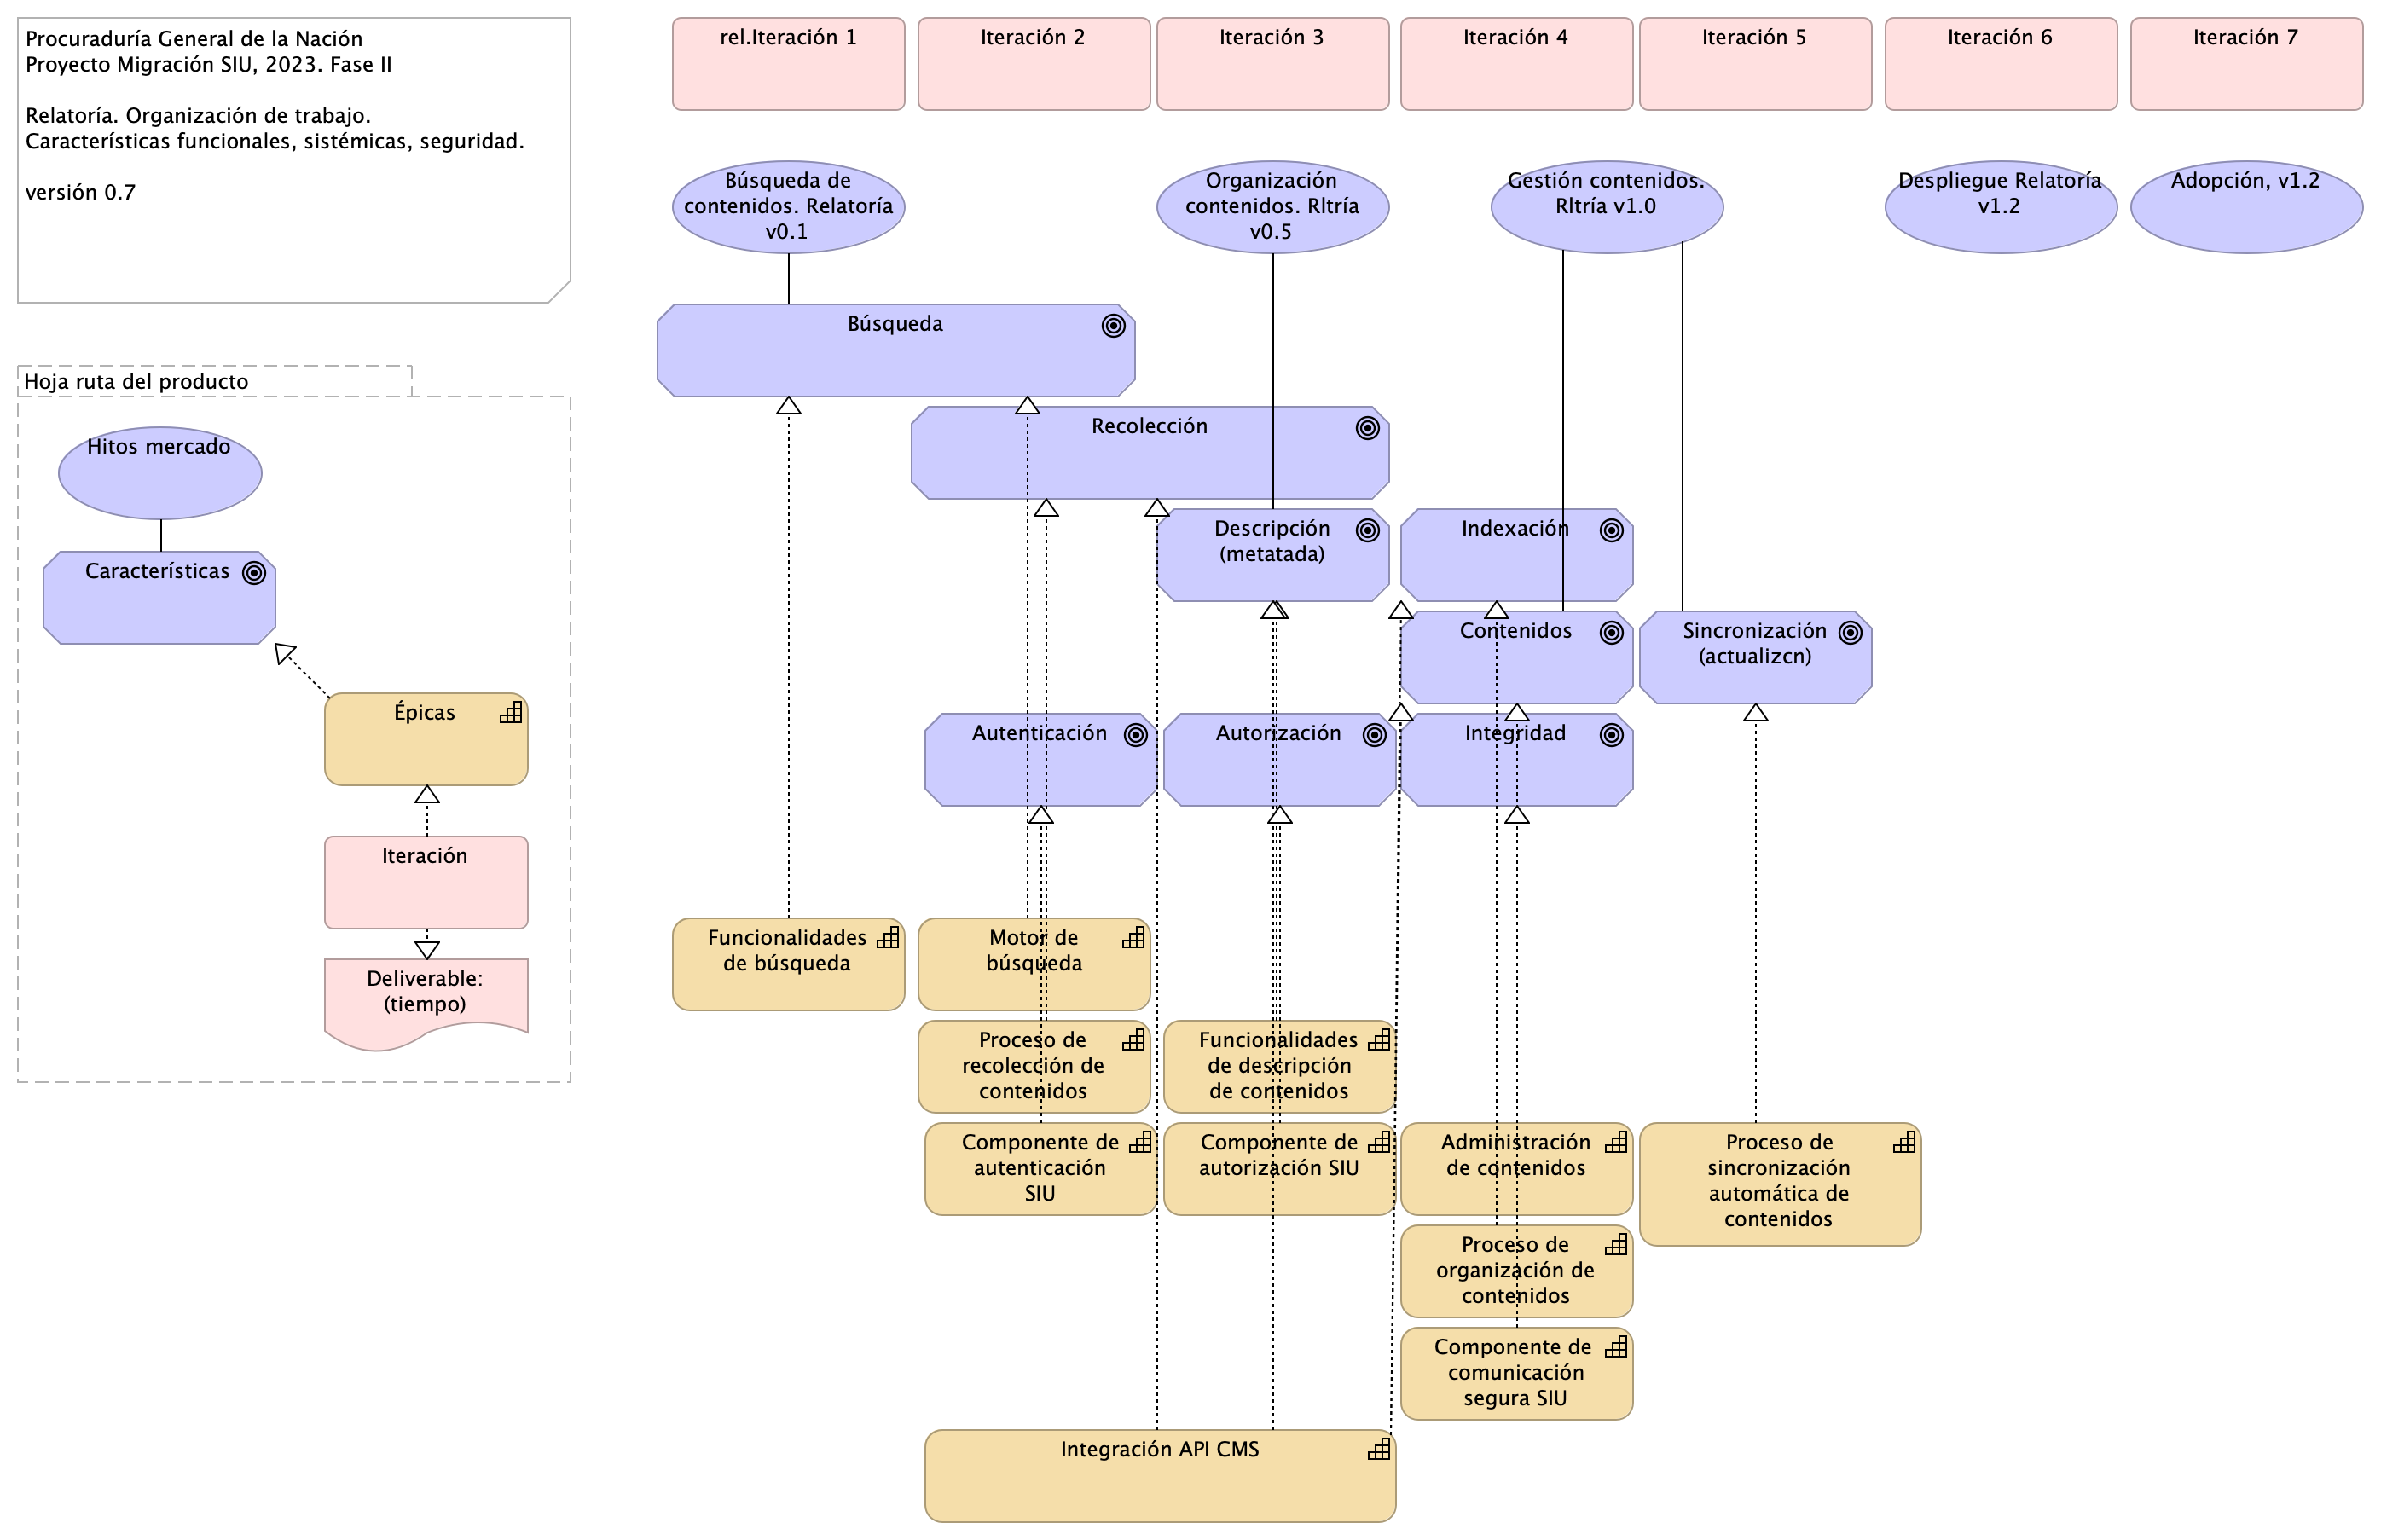 Procuraduría General de la Nación
Proyecto Migración SIU, 2023. Fase II
Relatoría. Organización de trabajo.
Características funcionales, sistémicas, seguridad.
versión 0.7
Hoja ruta del producto
Hitos mercado
Características
Épicas
Iteración
Deliverable:
(tiempo)
rel.Iteración 1
Iteración 2
Iteración 3
Iteración 4
Iteración 5
Iteración 6
Iteración 7
Búsqueda de
contenidos. Relatoría
v0.1
Organización
contenidos. Rltría
v0.5
Gestión contenidos.
Rltría v1.0
Despliegue Relatoría
v1.2
Adopción, v1.2
Búsqueda
Recolección
Descripción
(metatada)
Indexación
Contenidos
Sincronización
(actualizcn)
Autenticación
Autorización
Integridad
Funcionalidades
de búsqueda
Motor de
búsqueda
Proceso de
recolección de
contenidos
Funcionalidades
de descripción
de contenidos
Componente de
autenticación
SIU
Componente de
autorización SIU
Administración
de contenidos
Proceso de
sincronización
automática de
contenidos
Proceso de
organización de
contenidos
Componente de
comunicación
segura SIU
Integración API CMS